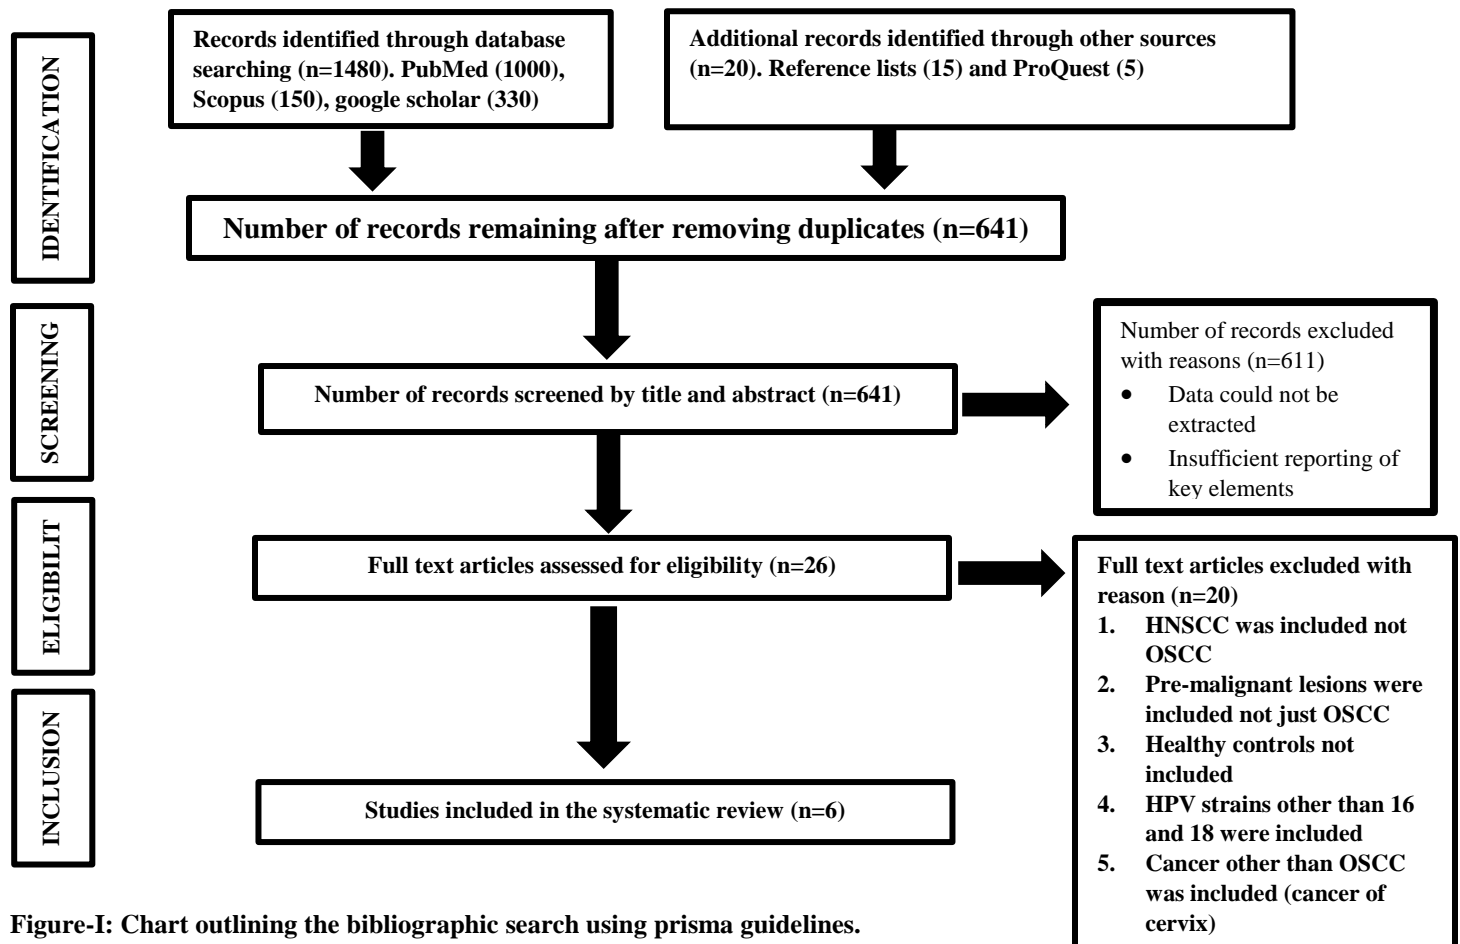 IDENTIFICATION
Records identified through database
searching (n=1480). PubMed (1000),
Scopus (150), google scholar (330)
Additional records identified through other sources
(n=20). Reference lists (15) and ProQuest (5)
Number of records remaining after removing duplicates (n=641)
SCREENING
Number of records screened by title and abstract (n=641)
Number of records excluded
with reasons (n=611)
• Data could not be
extracted
• Insufficient reporting of
key elements
ELIGIBILIT
Full text articles assessed for eligibility (n=26)
Full text articles excluded with
reason (n=20)
1. HNSCC was included not
OSCC
2. Pre-malignant lesions were
included not just OSCC
3. Healthy controls not
included
4. HPV strains other than 16
and 18 were included
5. Cancer other than OSCC
was included (cancer of
cervix)
INCLUSION
Studies included in the systematic review (n=6)
Figure-I: Chart outlining the bibliographic search using prisma guidelines.